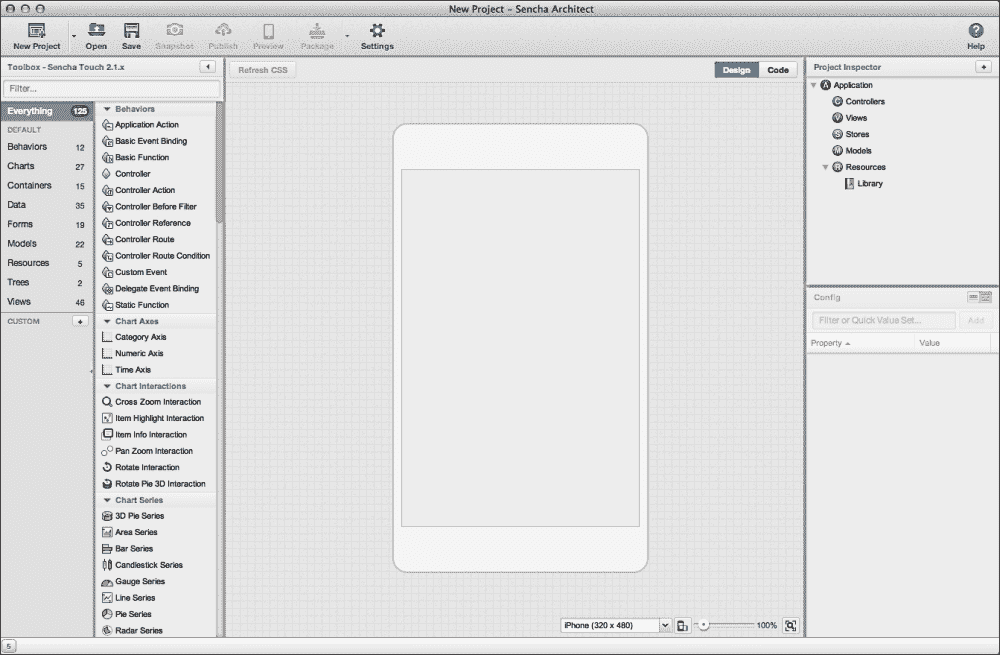 New Project – Sencha Architect
New Project
Open
Save
Snapshot
Publish
Preview
Package
Settings
Help
Toolbox - Sencha Touch 2.1.x
Filter...
Everything 125
DEFAULT
Behaviors 12
Charts 27
Containers 15
Data 35
Forms 19
Models 22
Resources 5
Trees 2
Views 46
CUSTOM
Behaviors
Application Action
Basic Event Binding
Basic Function
Controller
Controller Action
Controller Before Filter
Controller Reference
Controller Route
Controller Route Condition
Custom Event
Delegate Event Binding
Static Function
Chart Axes
Category Axis
Numeric Axis
Time Axis
Chart Interactions
Cross Zoom Interaction
Item Highlight Interaction
Item Info Interaction
Pan Zoom Interaction
Rotate Interaction
Rotate Pie 3D Interaction
Chart Series
3D Pie Series
Area Series
Bar Series
Candlestick Series
Gauge Series
Line Series
Pie Series
Radar Series
Refresh CSS
Design
Code
iPhone (320 x 480)
100%
Project Inspector
Application
Controllers
Views
Stores
Models
Resources
Library
Config
Filter or Quick Value Set...
Add
Property
Value